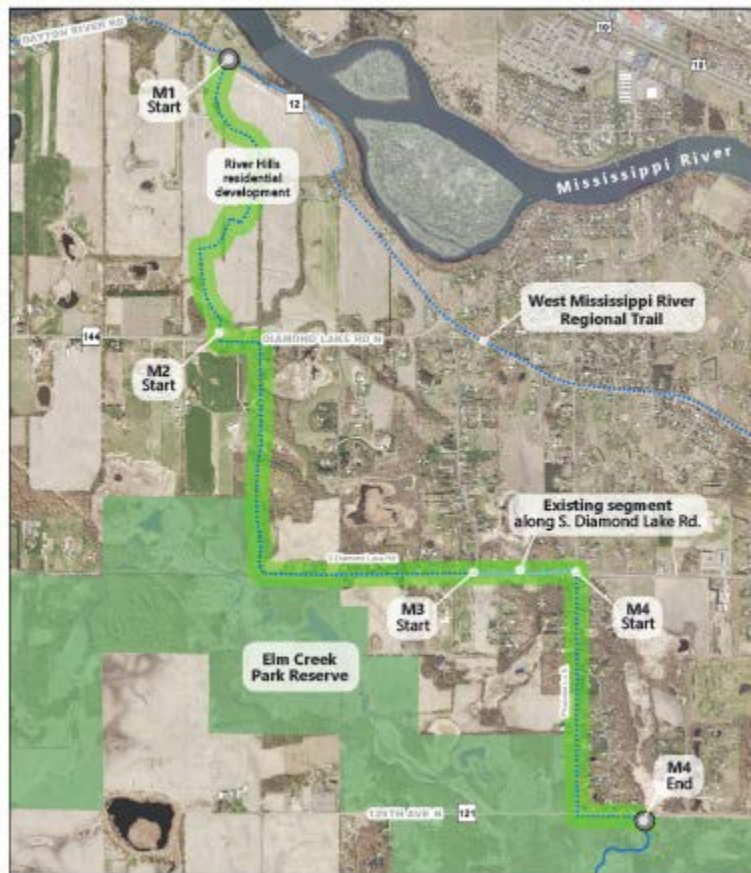 DAYTON RIVER RD
10
10
M1
Start
12
River Hills
residential
development
Mississippi River
West Mississippi River
Regional Trail
144
DIAMOND LAKE RD N
M2
Start
Existing segment
along S. Diamond Lake Rd.
S Diamond Lake Rd
M3
Start
M4
Start
Elm Creek
Park Reserve
M4
End
129TH AVE N
121